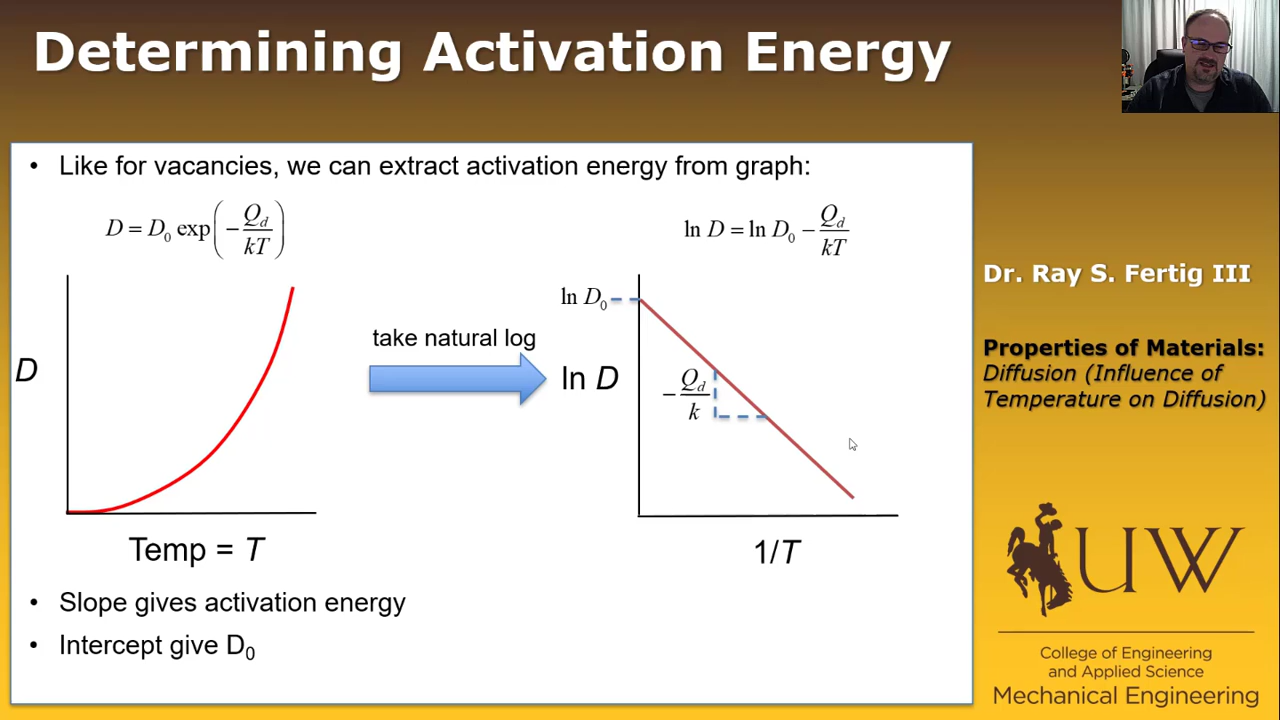 Determining Activation Energy
• Like for vacancies, we can extract activation energy from graph:
D = D₀ exp(−Q_d/kT)
ln D = ln D₀ − Q_d/kT
D
Temp = T
take natural log
ln D₀
ln D
−Q_d/k
1/T
• Slope gives activation energy
• Intercept give D₀
Dr. Ray S. Fertig III
Properties of Materials:
Diffusion (Influence of
Temperature on Diffusion)
UW
College of Engineering
and Applied Science
Mechanical Engineering